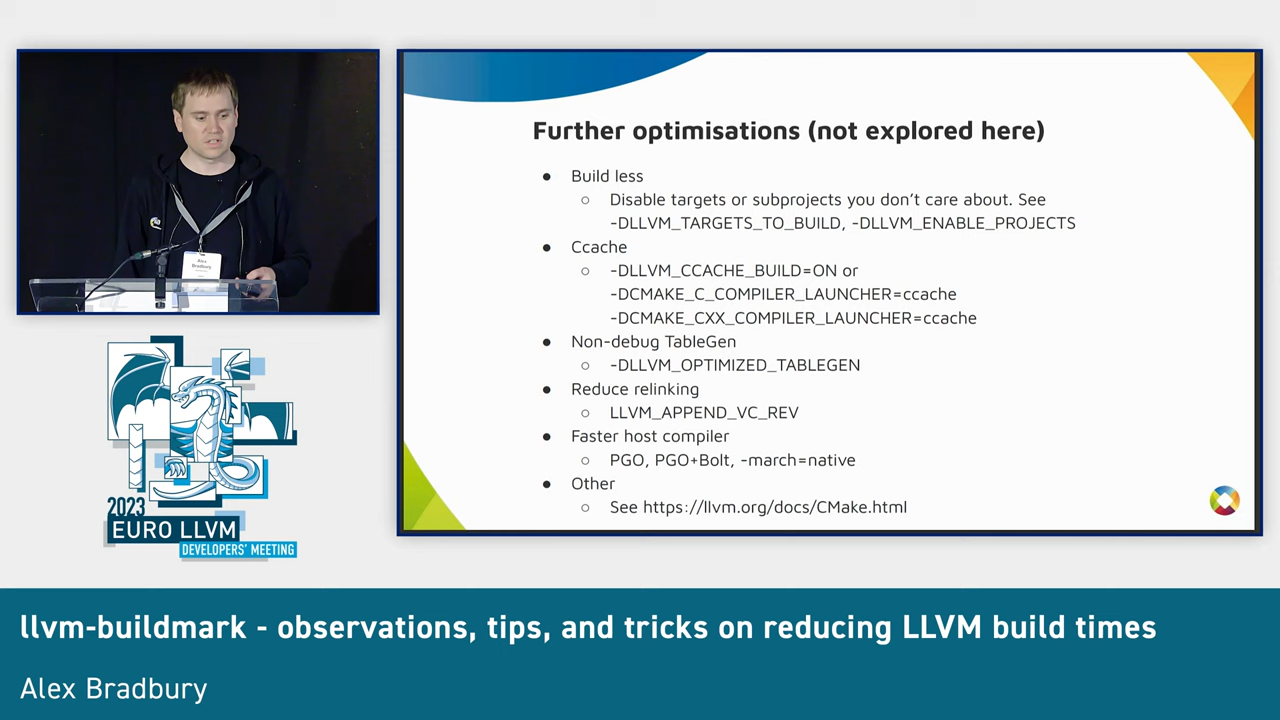 Further optimisations (not explored here)
● Build less
○ Disable targets or subprojects you don’t care about. See
-DLLVM_TARGETS_TO_BUILD, -DLLVM_ENABLE_PROJECTS
● Ccache
○ -DLLVM_CCACHE_BUILD=ON or
-DCMAKE_C_COMPILER_LAUNCHER=ccache
-DCMAKE_CXX_COMPILER_LAUNCHER=ccache
● Non-debug TableGen
○ -DLLVM_OPTIMIZED_TABLEGEN
● Reduce relinking
○ LLVM_APPEND_VC_REV
● Faster host compiler
○ PGO, PGO+Bolt, -march=native
● Other
○ See https://llvm.org/docs/CMake.html
Alex
Bradbury
2023
EURO LLVM
DEVELOPERS' MEETING
llvm-buildmark - observations, tips, and tricks on reducing LLVM build times
Alex Bradbury